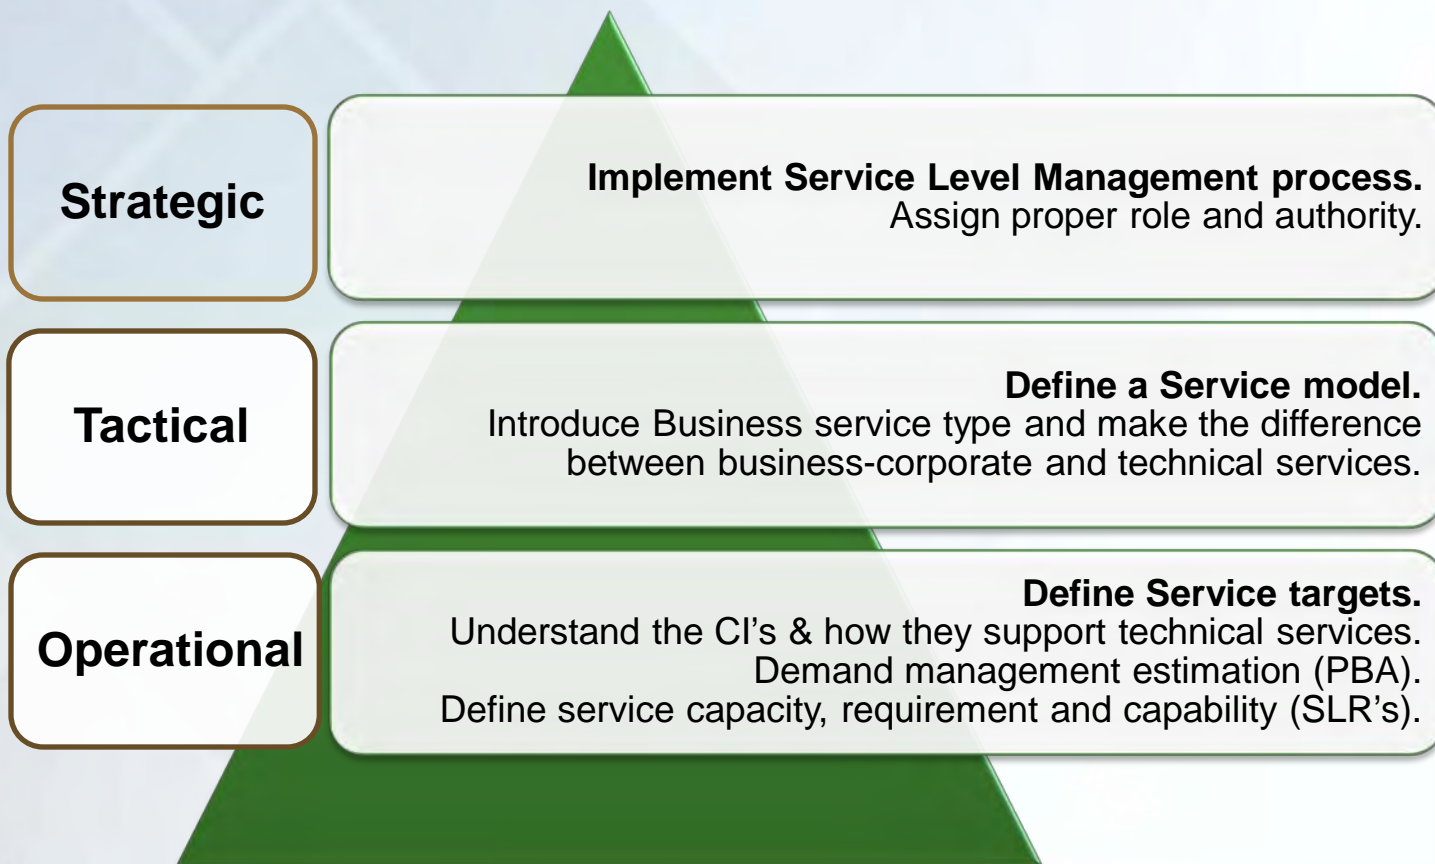 Strategic
Implement Service Level Management process.
Assign proper role and authority.
Tactical
Define a Service model.
Introduce Business service type and make the difference
between business-corporate and technical services.
Operational
Define Service targets.
Understand the CI’s & how they support technical services.
Demand management estimation (PBA).
Define service capacity, requirement and capability (SLR’s).